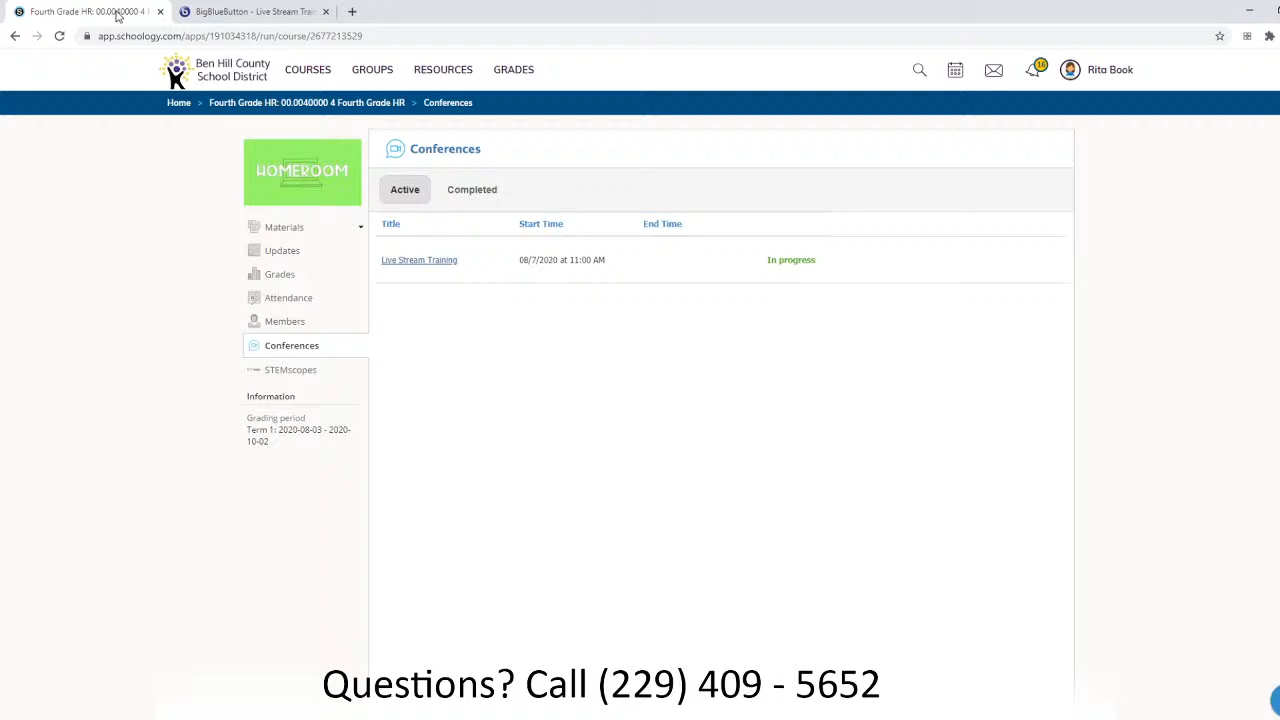 Fourth Grade HR: 00.0040000 4 F
BigBlueButton - Live Stream Trai
app.schoology.com/apps/191034318/run/course/2677213529
Ben Hill County
School District
COURSES
GROUPS
RESOURCES
GRADES
16
Rita Book
Home > Fourth Grade HR: 00.0040000 4 Fourth Grade HR > Conferences
HOMEROOM
Materials
Updates
Grades
Attendance
Members
Conferences
STEMscopes
Information
Grading period
Term 1: 2020-08-03 - 2020-
10-02
Conferences
Active
Completed
Title
Start Time
End Time
Live Stream Training
08/7/2020 at 11:00 AM
In progress
Questions? Call (229) 409 - 5652